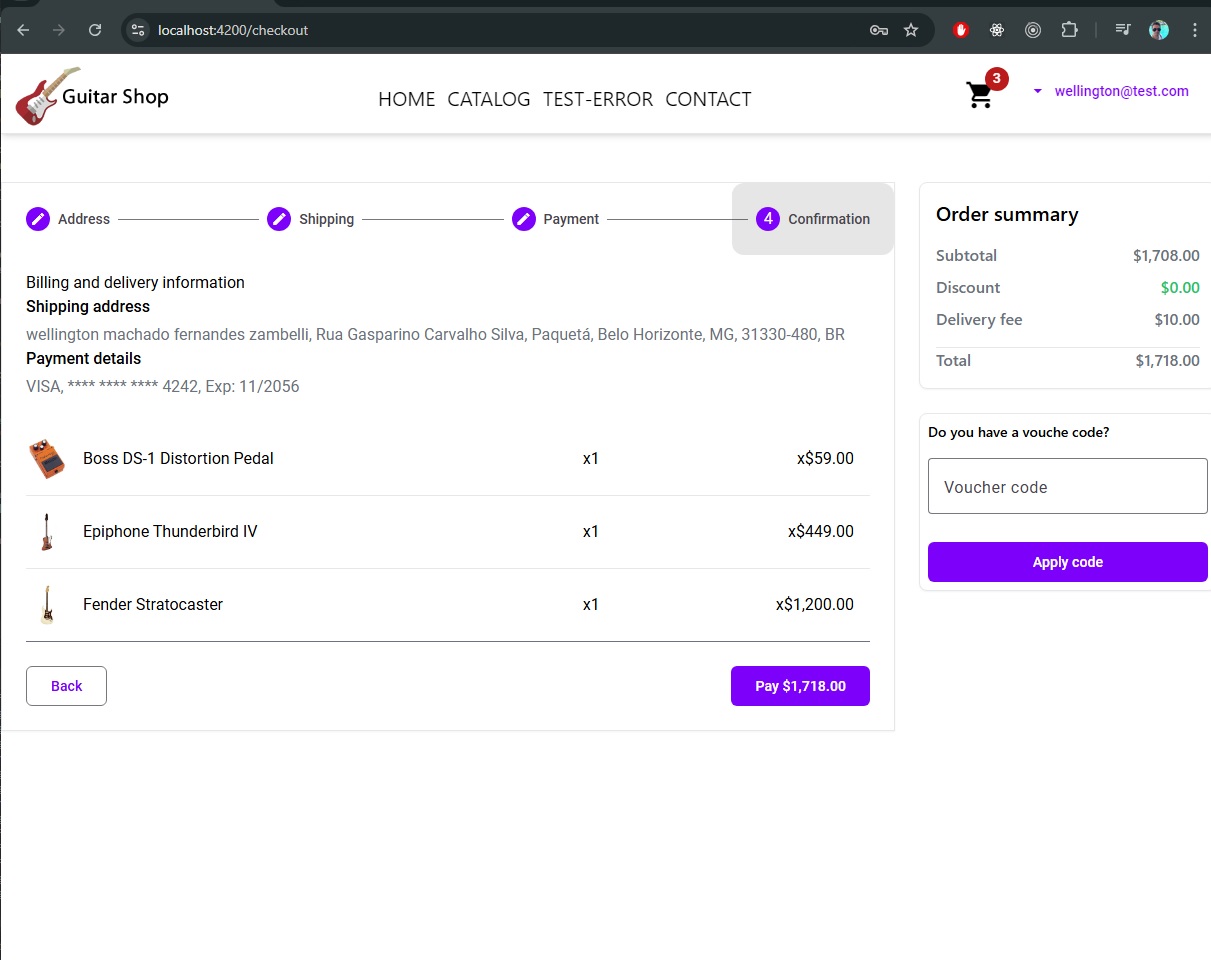 localhost:4200/checkout
Guitar Shop
HOME CATALOG TEST-ERROR CONTACT
3
wellington@test.com
Address
Shipping
Payment
4 Confirmation
Billing and delivery information
Shipping address
wellington machado fernandes zambelli, Rua Gasparino Carvalho Silva, Paquetá, Belo Horizonte, MG, 31330-480, BR
Payment details
VISA, **** **** **** 4242, Exp: 11/2056
Boss DS-1 Distortion Pedal x1 x$59.00
Epiphone Thunderbird IV x1 x$449.00
Fender Stratocaster x1 x$1,200.00
Back
Pay $1,718.00
Order summary
Subtotal $1,708.00
Discount $0.00
Delivery fee $10.00
Total $1,718.00
Do you have a vouche code?
Voucher code
Apply code